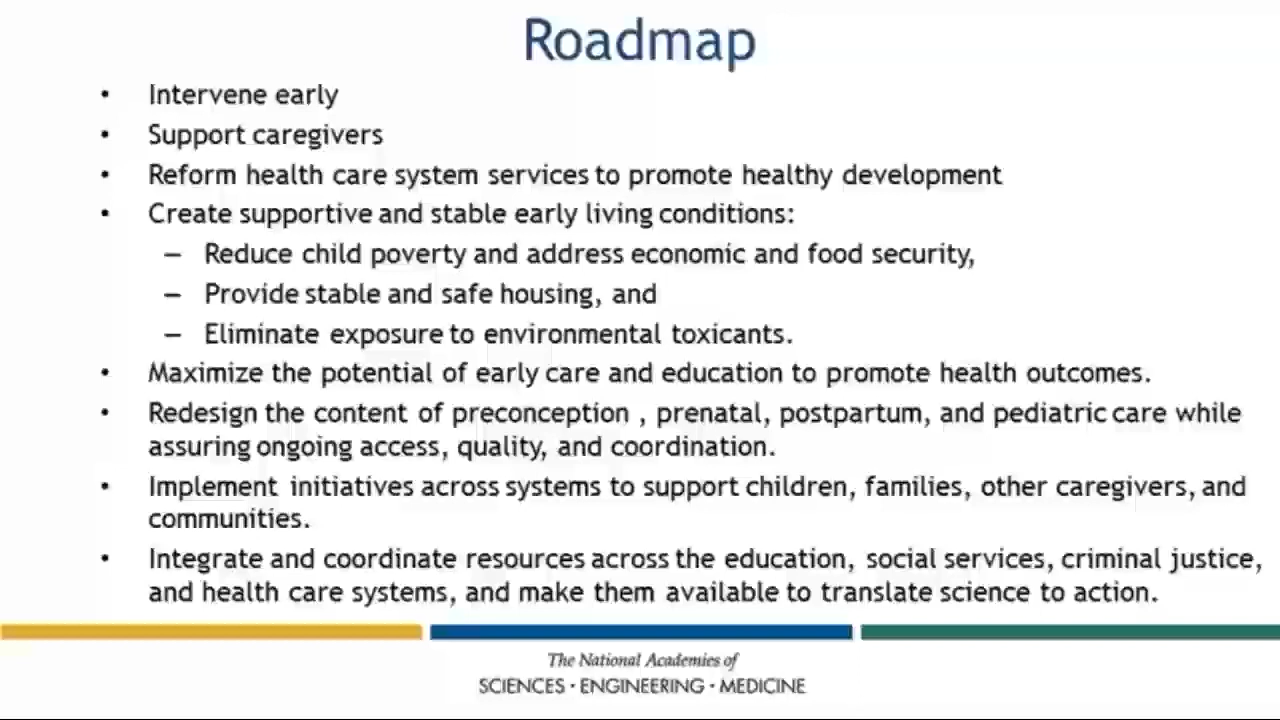 Roadmap
• Intervene early
• Support caregivers
• Reform health care system services to promote healthy development
• Create supportive and stable early living conditions:
– Reduce child poverty and address economic and food security,
– Provide stable and safe housing, and
– Eliminate exposure to environmental toxicants.
• Maximize the potential of early care and education to promote health outcomes.
• Redesign the content of preconception , prenatal, postpartum, and pediatric care while
assuring ongoing access, quality, and coordination.
• Implement initiatives across systems to support children, families, other caregivers, and
communities.
• Integrate and coordinate resources across the education, social services, criminal justice,
and health care systems, and make them available to translate science to action.
The National Academies of
SCIENCES · ENGINEERING · MEDICINE